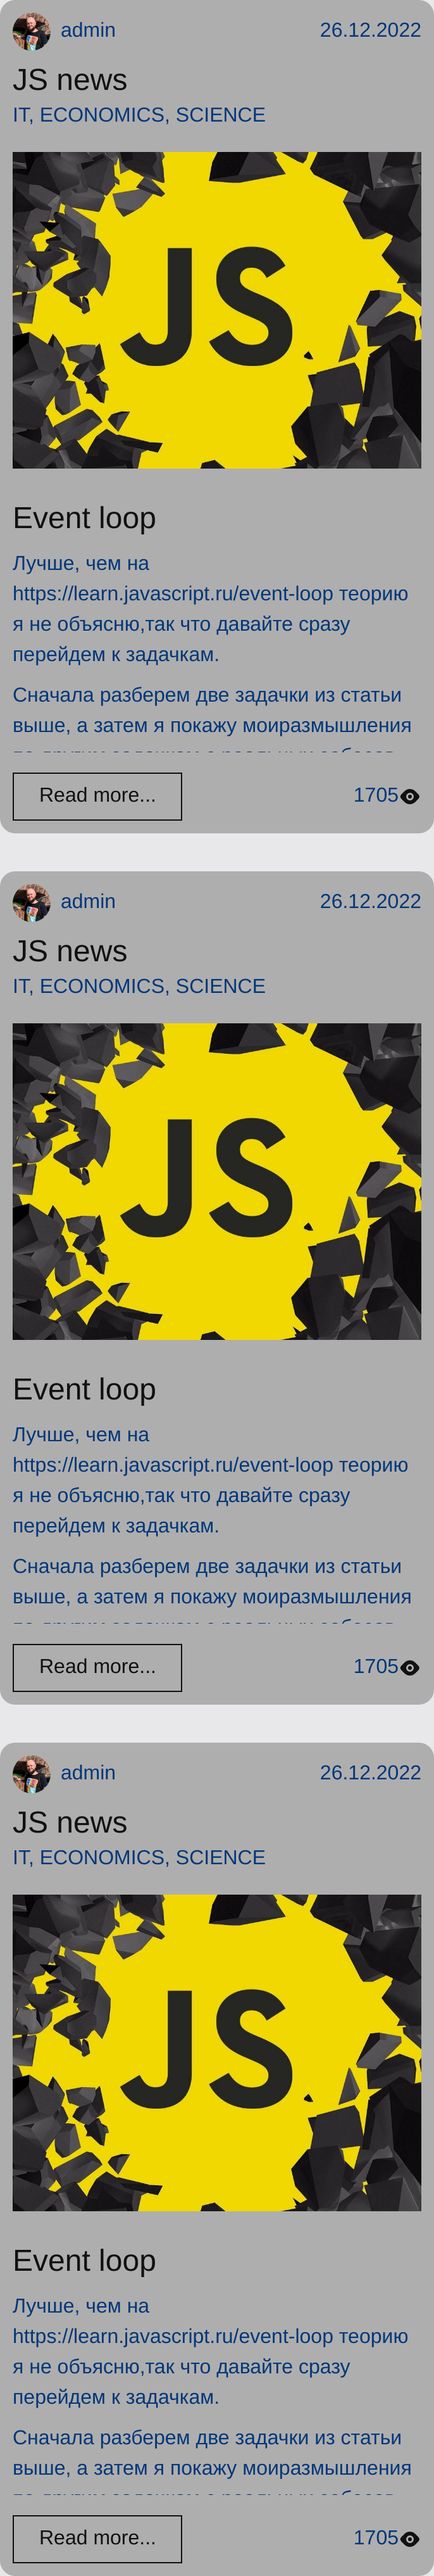 admin 26.12.2022
JS news
IT, ECONOMICS, SCIENCE
JS
Event loop
Лучше, чем на
https://learn.javascript.ru/event-loop теорию
я не объясню,так что давайте сразу
перейдем к задачкам.
Сначала разберем две задачки из статьи
выше, а затем я покажу моиразмышления
Read more... 1705
admin 26.12.2022
JS news
IT, ECONOMICS, SCIENCE
JS
Event loop
Лучше, чем на
https://learn.javascript.ru/event-loop теорию
я не объясню,так что давайте сразу
перейдем к задачкам.
Сначала разберем две задачки из статьи
выше, а затем я покажу моиразмышления
Read more... 1705
admin 26.12.2022
JS news
IT, ECONOMICS, SCIENCE
JS
Event loop
Лучше, чем на
https://learn.javascript.ru/event-loop теорию
я не объясню,так что давайте сразу
перейдем к задачкам.
Сначала разберем две задачки из статьи
выше, а затем я покажу моиразмышления
Read more... 1705